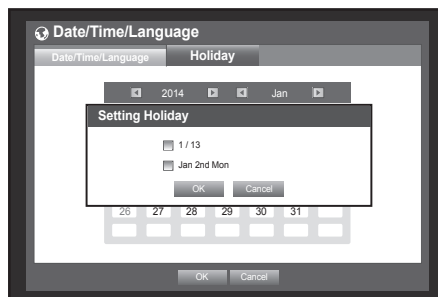 Date/Time/Language
Date/Time/Language Holiday
2014 Jan
Setting Holiday
1 / 13
Jan 2nd Mon
OK Cancel
26 27 28 29 30 31
OK Cancel